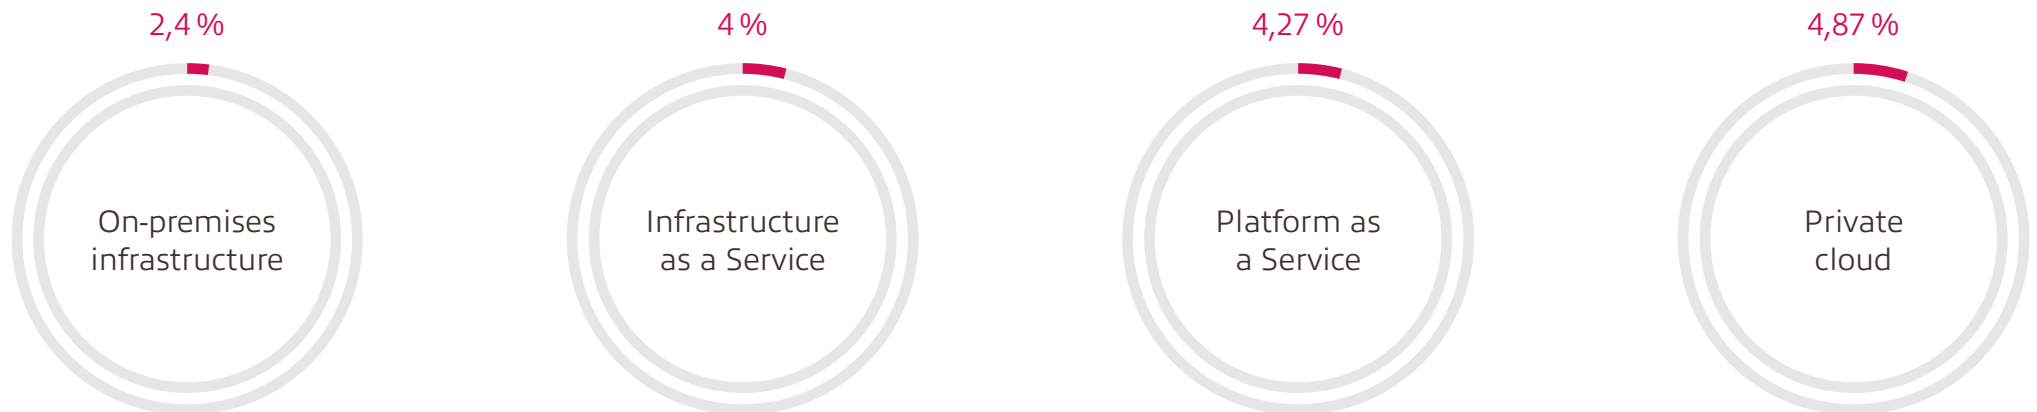 2,4 %
4 %
4,27 %
4,87 %
On-premises
infrastructure
Infrastructure
as a Service
Platform as
a Service
Private
cloud